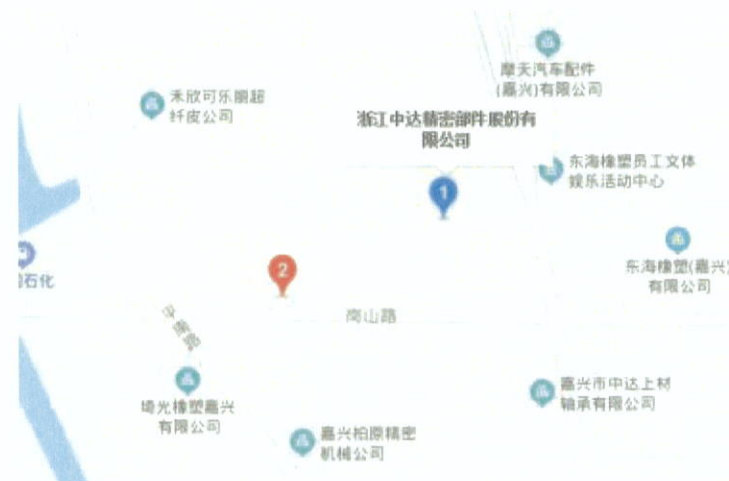 摩天汽车配件
(嘉兴)有限公司
禾欣可乐丽超
纤皮公司
浙江中达精密部件股份有
限公司
东海橡塑员工文体
娱乐活动中心
1
东海橡塑(嘉兴)
有限公司
石化
2
岗山路
平南路
嘉兴市中达上材
轴承有限公司
埼光橡塑嘉兴
有限公司
嘉兴柏原精密
机械公司